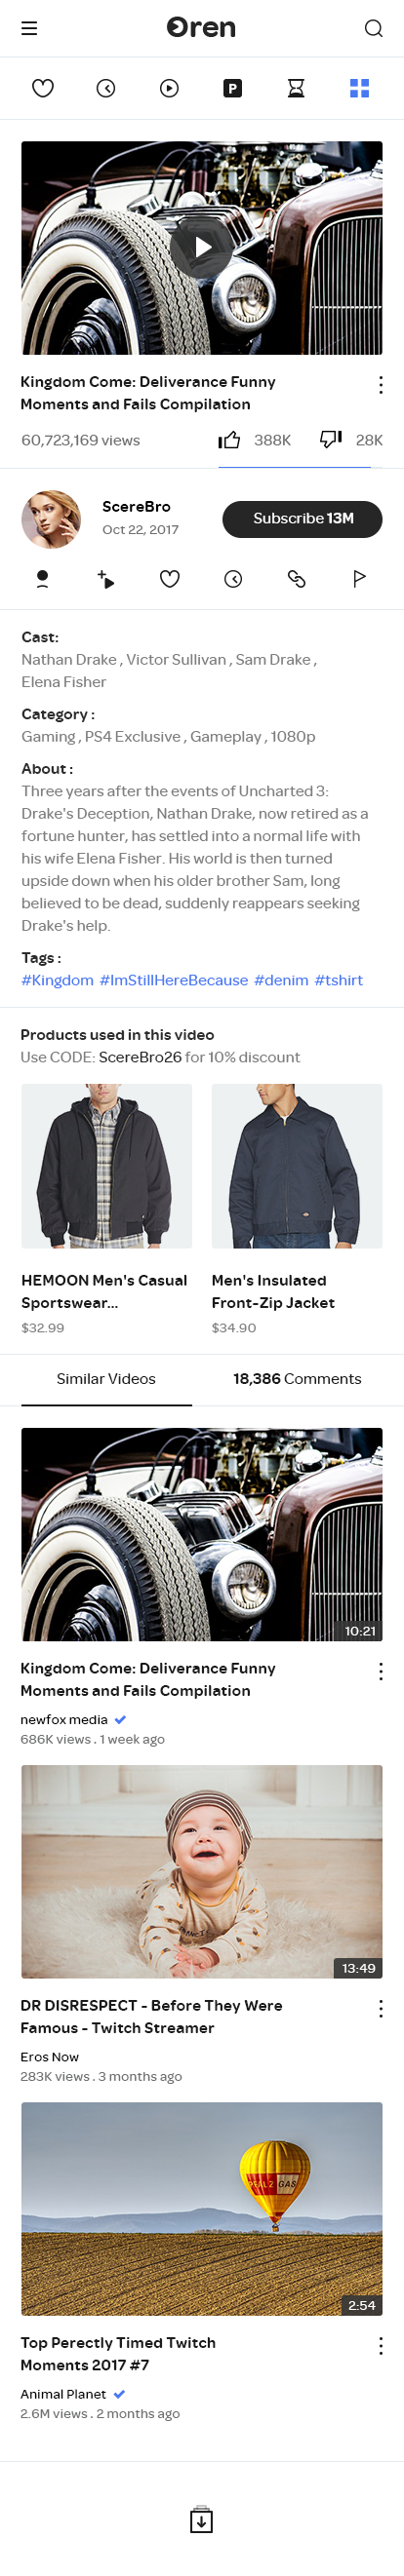 Oren
P
Kingdom Come: Deliverance Funny
Moments and Fails Compilation
60,723,169 views 388K 28K
ScereBro
Oct 22, 2017
Subscribe 13M
Cast:
Nathan Drake , Victor Sullivan , Sam Drake ,
Elena Fisher
Category :
Gaming , PS4 Exclusive , Gameplay , 1080p
About :
Three years after the events of Uncharted 3:
Drake's Deception, Nathan Drake, now retired as a
fortune hunter, has settled into a normal life with
his wife Elena Fisher. His world is then turned
upside down when his older brother Sam, long
believed to be dead, suddenly reappears seeking
Drake's help.
Tags :
#Kingdom #ImStillHereBecause #denim #tshirt
Products used in this video
Use CODE: ScereBro26 for 10% discount
HEMOON Men's Casual
Sportswear...
$32.99
Men's Insulated
Front-Zip Jacket
$34.90
Similar Videos
18,386 Comments
10:21
Kingdom Come: Deliverance Funny
Moments and Fails Compilation
newfox media
686K views . 1 week ago
13:49
DR DISRESPECT - Before They Were
Famous - Twitch Streamer
Eros Now
283K views . 3 months ago
GAS
2:54
Top Perectly Timed Twitch
Moments 2017 #7
Animal Planet
2.6M views . 2 months ago